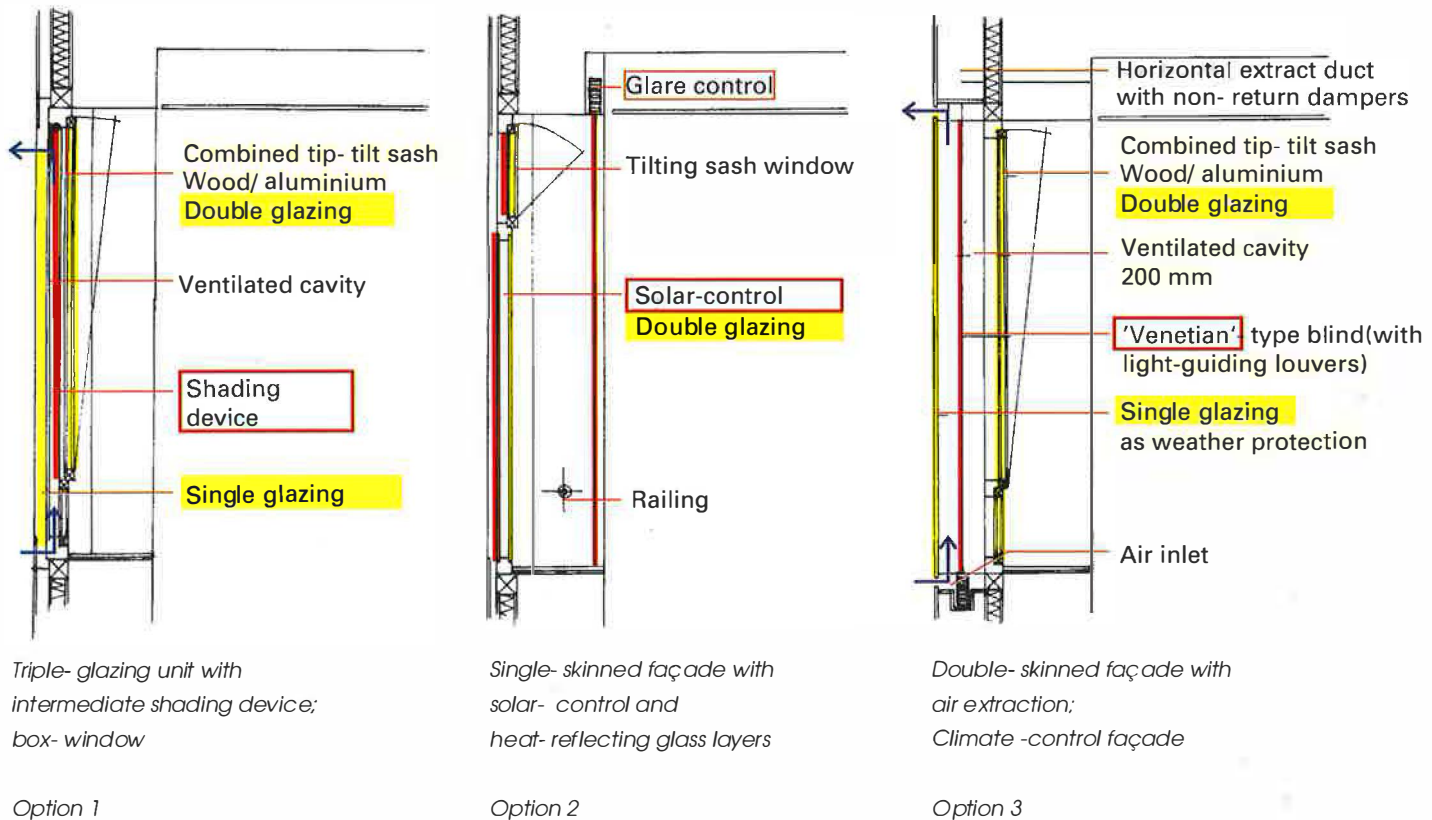 Combined tip- tilt sash
Wood/ aluminium
Double glazing
Ventilated cavity
Shading
device
Single glazing
Triple- glazing unit with
intermediate shading device;
box- window
Option 1
Glare control
Tilting sash window
Solar-control
Double glazing
Railing
Single- skinned façade with
solar- control and
heat- reflecting glass layers
Option 2
Horizontal extract duct
with non- return dampers
Combined tip- tilt sash
Wood/ aluminium
Double glazing
Ventilated cavity
200 mm
'Venetian'- type blind(with
light-guiding louvers)
Single glazing
as weather protection
Air inlet
Double- skinned façade with
air extraction;
Climate -control façade
Option 3